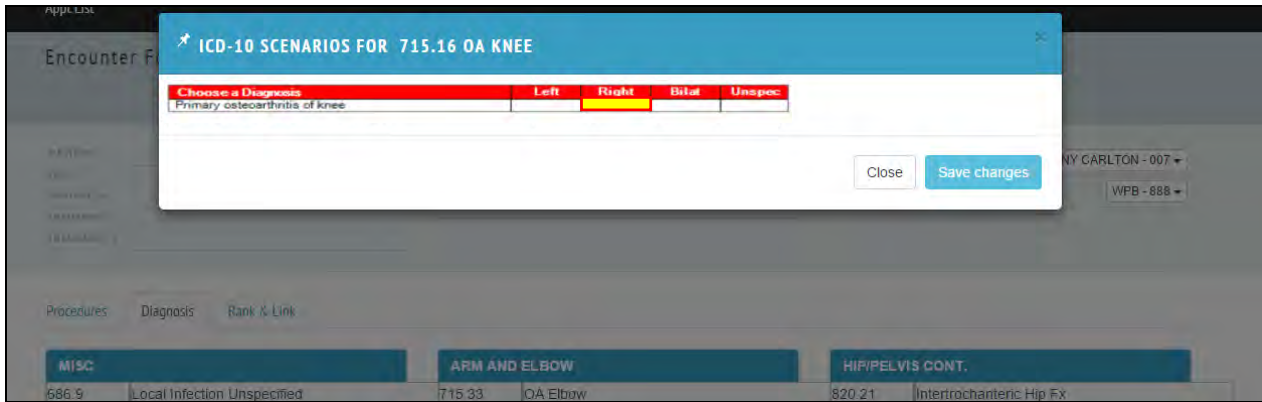 Appt List
Encounter F
ICD-10 SCENARIOS FOR 715.16 OA KNEE
×
Choose a Diagnosis Left Right Bilat Unspec
Primary osteoarthritis of knee
Close Save changes
NY CARLTON - 007
WPB - 888
Procedures Diagnosis Rank & Link
MISC ARM AND ELBOW HIP/PELVIS CONT.
686.9 Local Infection Unspecified 715.33 OA Elbow 820.21 Intertrochanteric Hip Fx